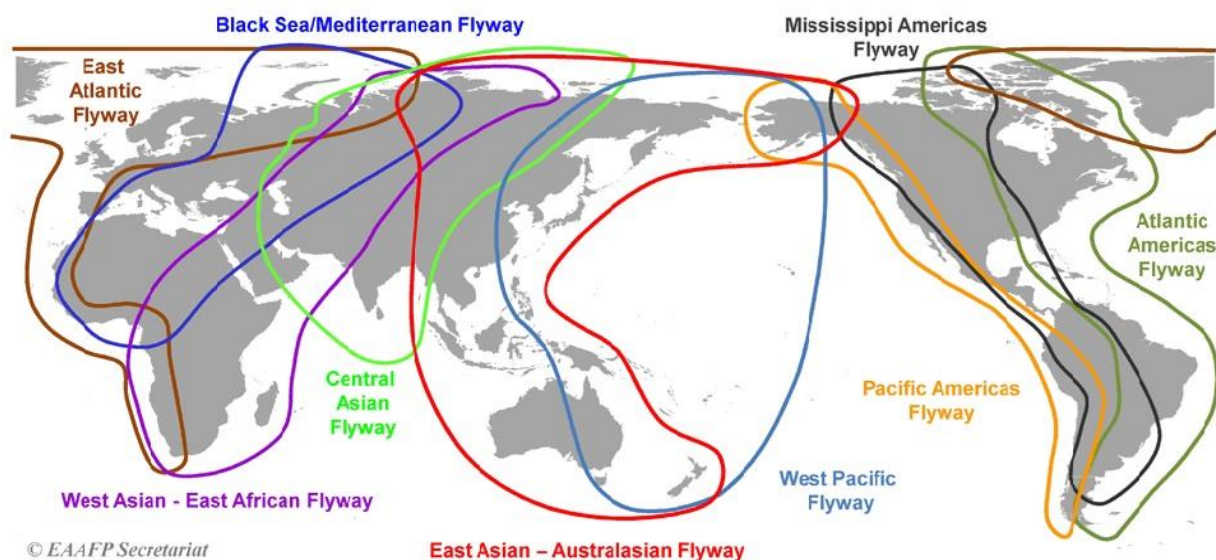 Black Sea/Mediterranean Flyway
Mississippi Americas
Flyway
East
Atlantic
Flyway
Atlantic
Americas
Flyway
Central
Asian
Flyway
Pacific Americas
Flyway
West Asian - East African Flyway
West Pacific
Flyway
© EAAFP Secretariat
East Asian – Australasian Flyway